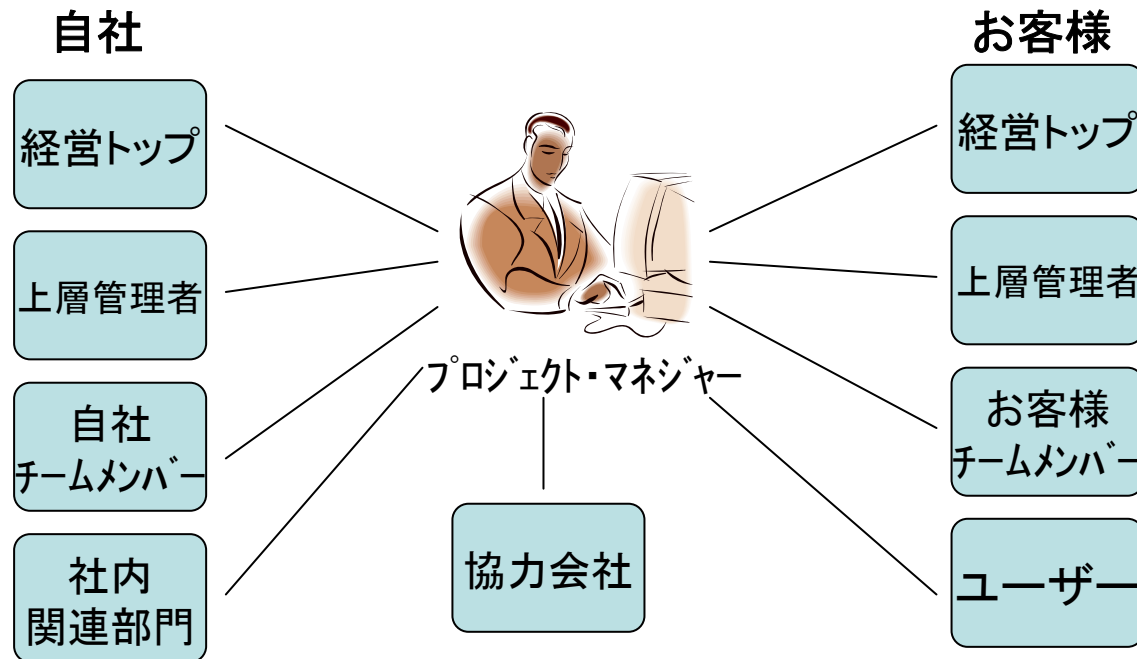 自社
経営トップ
上層管理者
自社
チームメンバー
社内
関連部門
プロジェクト・マネジャー
協力会社
お客様
経営トップ
上層管理者
お客様
チームメンバー
ユーザー